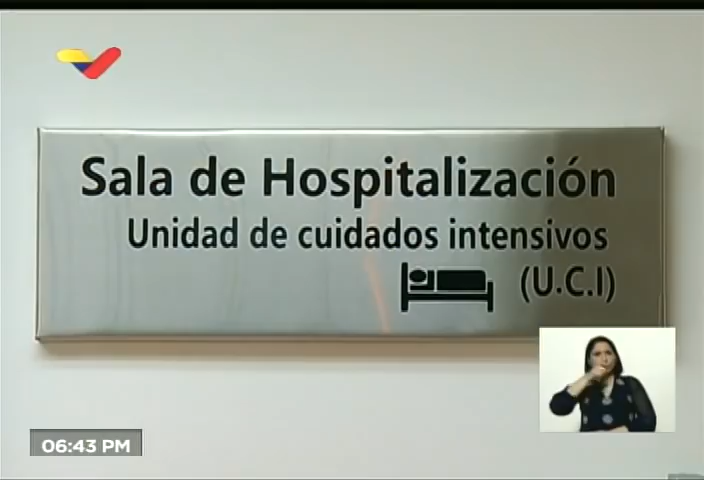 Sala de Hospitalización
Unidad de cuidados intensivos
(U.C.I)
06:43 PM